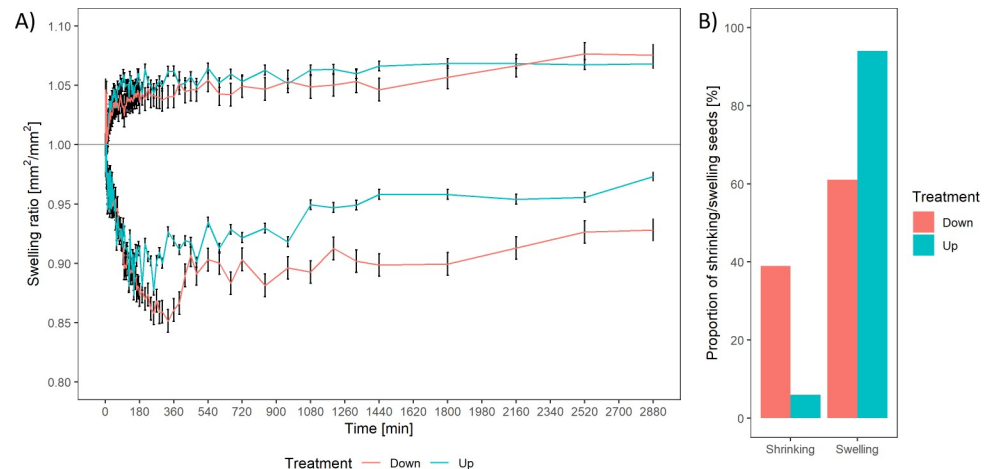 A)
Swelling ratio [mm²/mm²]
1.10
1.05
1.00
0.95
0.90
0.85
0.80
0 180 360 540 720 900 1080 1260 1440 1620 1800 1980 2160 2340 2520 2700 2880
Time [min]
Treatment Down Up
B)
Proportion of shrinking/swelling seeds [%]
100
80
60
40
20
0
Shrinking Swelling
Treatment
Down
Up